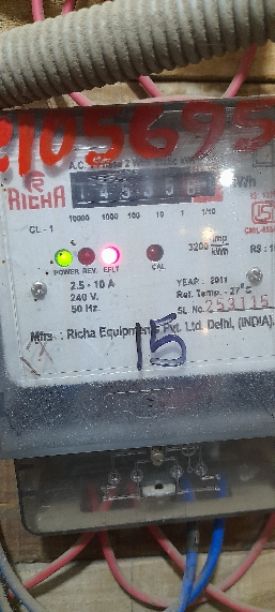 2105695
A.C.
kWh
RICHA
10000 1000 100 10 1 1/10
CL - 1
3200 imp/kWh
POWER REV. EFLT CAL
2.5 - 10 A
240 V.
50 Hz.
YEAR : 2011
Ref. Temp. - 27°C
SL No. 253115
15
Mfrs. : Richa Equipments Pvt. Ltd. Delhi, (INDIA)